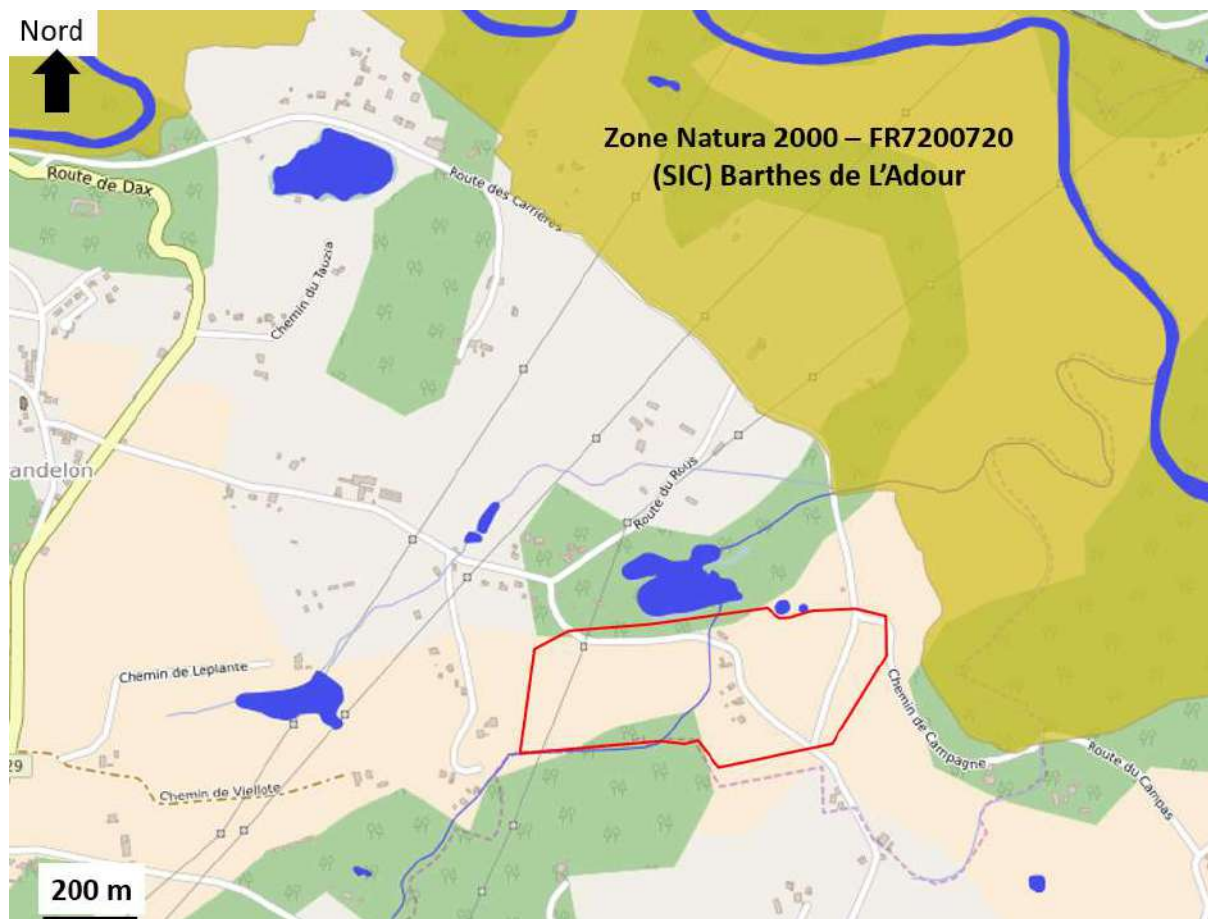 Nord
Zone Natura 2000 – FR7200720
(SIC) Barthes de L'Adour
Route de Dax
Route des Carrières
Chemin du Tauzia
andelon
Route du Rous
Chemin de Leplante
Chemin de Campagne
29
Chemin de Viellote
Route du Campas
200 m